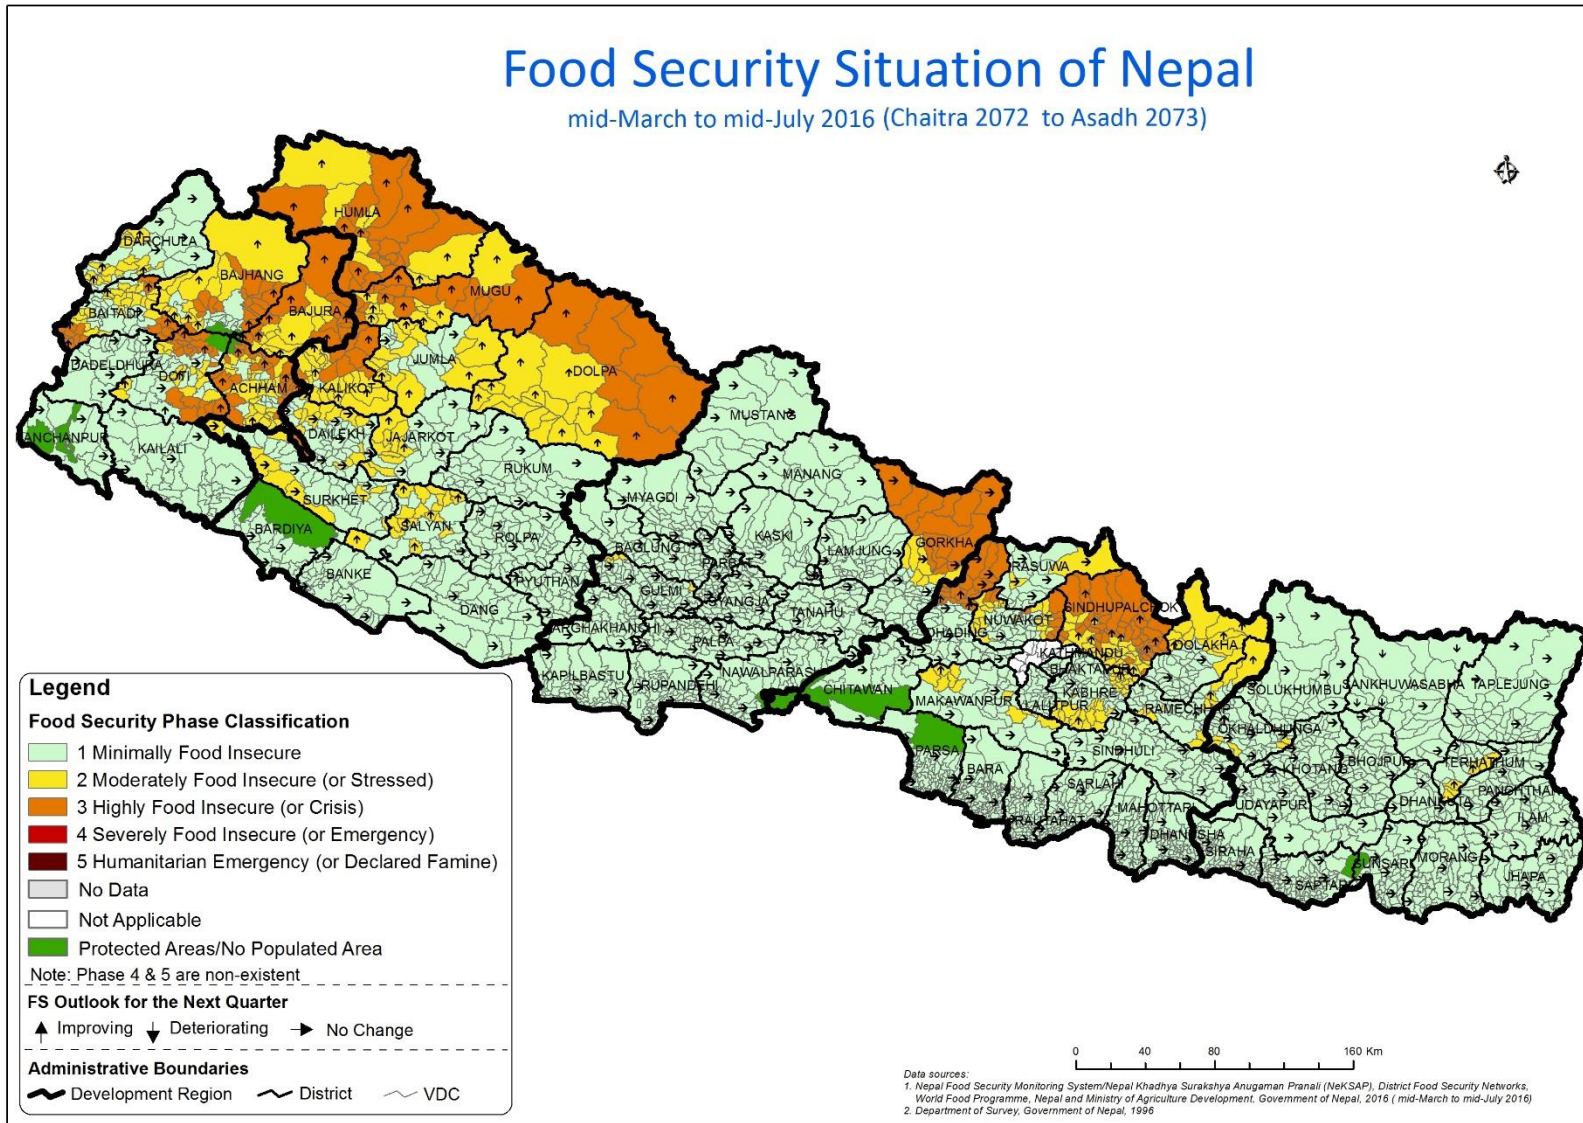 Food Security Situation of Nepal
mid-March to mid-July 2016 (Chaitra 2072 to Asadh 2073)
HUMLA
DARCHULA
BAJHANG
MUGU
BAJURA
BAITADI
JUMLA
DOLPA
DADELDHURA
DOTI
ACHHAM
KALIKOT
MUSTANG
KANCHANPUR
KAILALI
DAILEKH
JAJARKOT
RUKUM
MANANG
MYAGDI
SURKHET
BARDIYA
SALYAN
ROLPA
KASKI
GORKHA
LAMJUNG
BAGLUNG
PARBAT
RASUWA
BANKE
PYUTHAN
GULMI
SYANGJA
TANAHU
SINDHUPALCHOK
DANG
NUWAKOT
ARGHAKHANCHI
PALPA
DHADING
DOLAKHA
KATHMANDU
BHAKTAPUR
KAPILBASTU
RUPANDEHI
NAWALPARASI
CHITAWAN
MAKAWANPUR
LALITPUR
KABHRE
RAMECHHAP
SOLUKHUMBU
SANKHUWASABHA
TAPLEJUNG
OKHALDHUNGA
PARSA
BARA
SINDHULI
KHOTANG
BHOJPUR
TERHATHUM
SARLAHI
UDAYAPUR
DHANKUTA
PANCHTHAR
RAUTAHAT
MAHOTTARI
DHANUSHA
SIRAHA
ILAM
SAPTARI
SUNSARI
MORANG
JHAPA
Legend
Food Security Phase Classification
1 Minimally Food Insecure
2 Moderately Food Insecure (or Stressed)
3 Highly Food Insecure (or Crisis)
4 Severely Food Insecure (or Emergency)
5 Humanitarian Emergency (or Declared Famine)
No Data
Not Applicable
Protected Areas/No Populated Area
Note: Phase 4 & 5 are non-existent
FS Outlook for the Next Quarter
Improving Deteriorating No Change
Administrative Boundaries
Development Region District VDC
0 40 80 160 Km
Data sources:
1. Nepal Food Security Monitoring System/Nepal Khadhya Surakshya Anugaman Pranali (NeKSAP), District Food Security Networks,
World Food Programme, Nepal and Ministry of Agriculture Development, Government of Nepal, 2016 ( mid-March to mid-July 2016)
2. Department of Survey, Government of Nepal, 1996